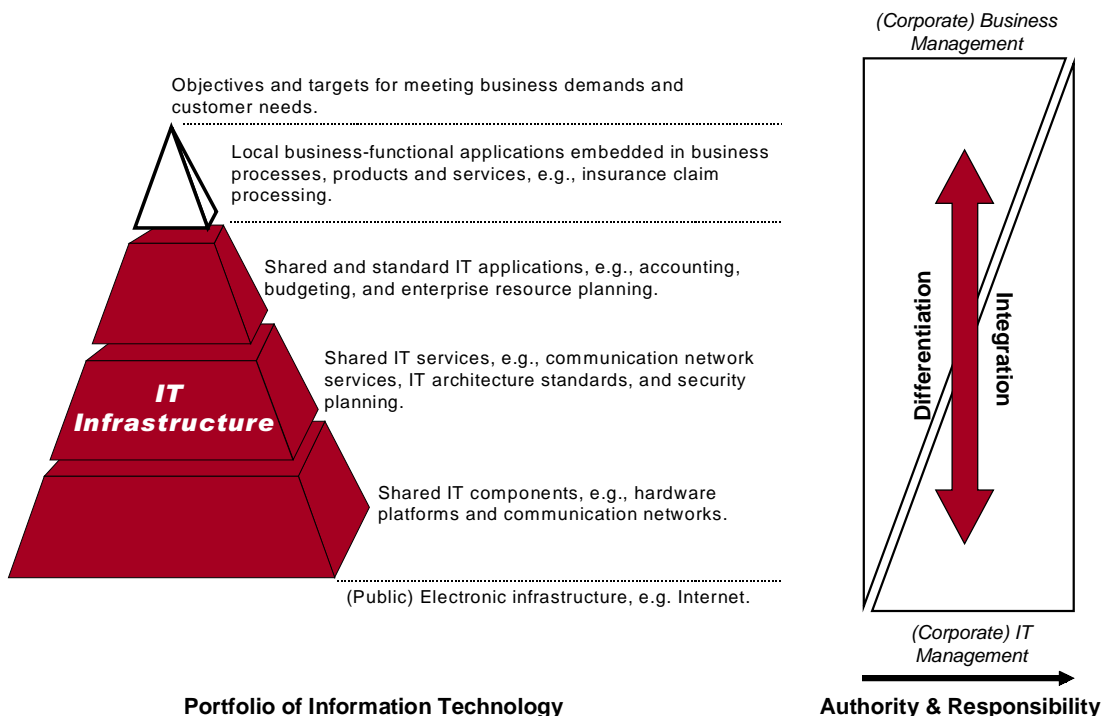 Objectives and targets for meeting business demands and
customer needs.
Local business-functional applications embedded in business
processes, products and services, e.g., insurance claim
processing.
Shared and standard IT applications, e.g., accounting,
budgeting, and enterprise resource planning.
Shared IT services, e.g., communication network
services, IT architecture standards, and security
planning.
IT
Infrastructure
Shared IT components, e.g., hardware
platforms and communication networks.
(Public) Electronic infrastructure, e.g. Internet.
Portfolio of Information Technology
(Corporate) Business
Management
Differentiation
Integration
(Corporate) IT
Management
Authority & Responsibility